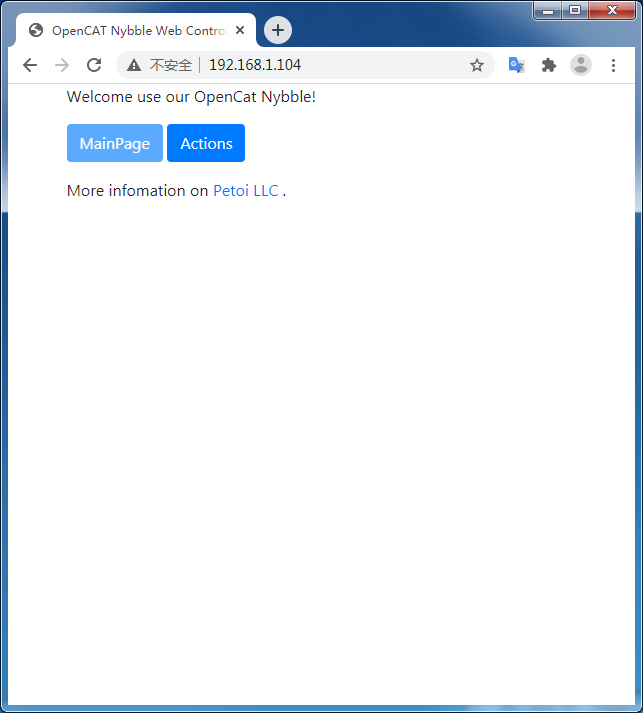 OpenCAT Nybble Web Contro
不安全 192.168.1.104
Welcome use our OpenCat Nybble!
MainPage Actions
More infomation on Petoi LLC .